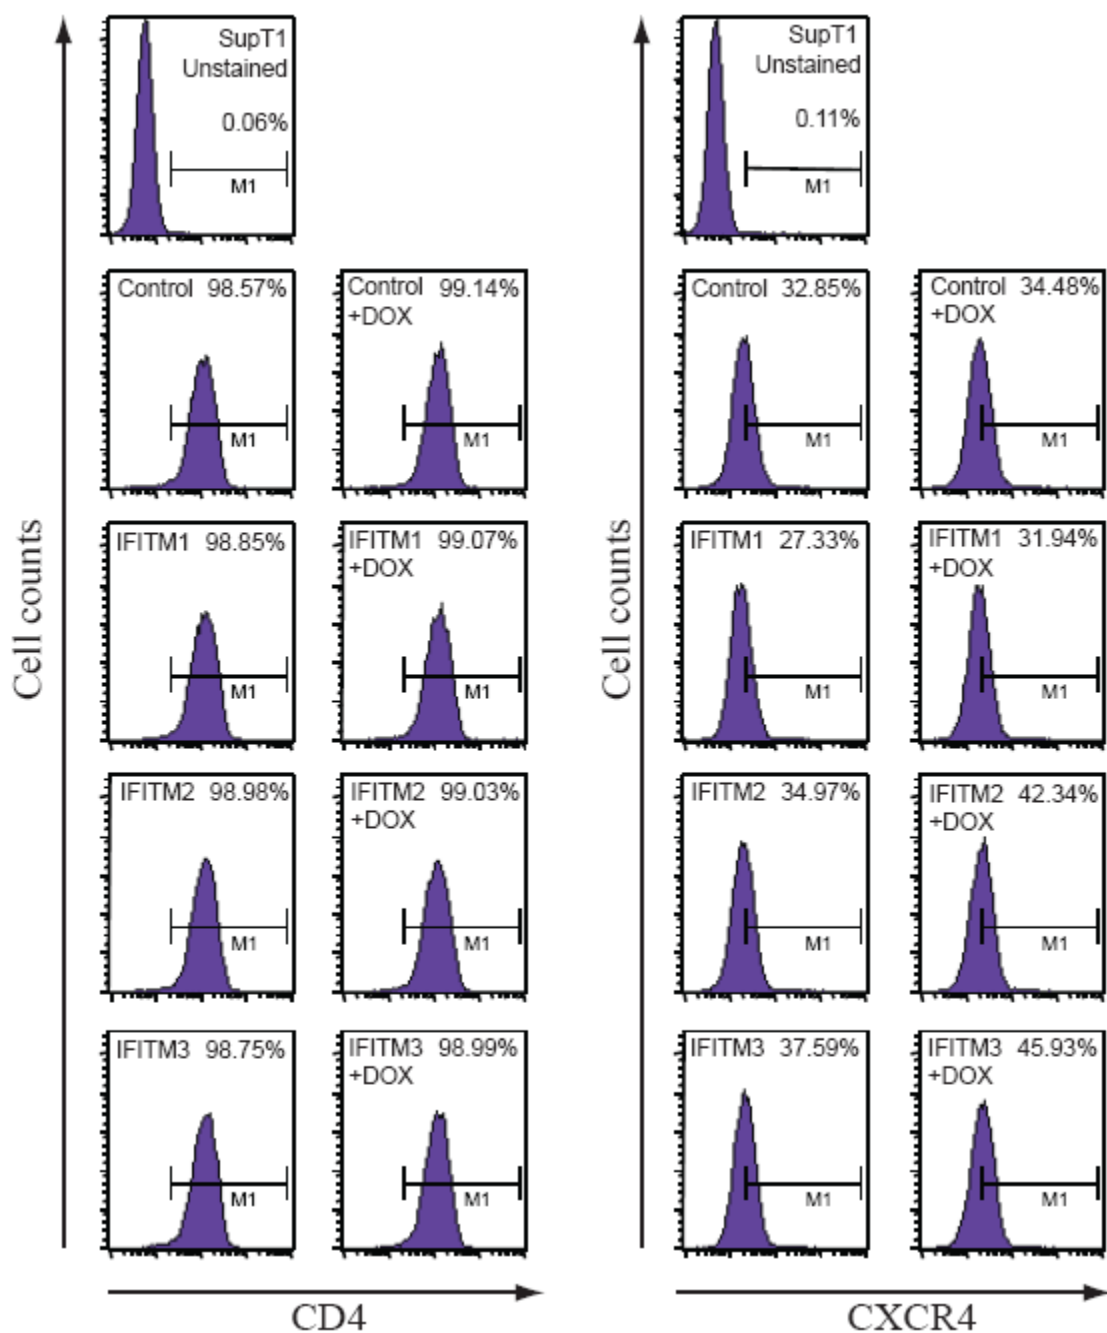 SupT1
Unstained
0.06%
M1
SupT1
Unstained
0.11%
M1
Control 98.57%
M1
Control 99.14%
+DOX
M1
Control 32.85%
M1
Control 34.48%
+DOX
M1
IFITM1 98.85%
M1
IFITM1 99.07%
+DOX
M1
IFITM1 27.33%
M1
IFITM1 31.94%
+DOX
M1
IFITM2 98.98%
M1
IFITM2 99.03%
+DOX
M1
IFITM2 34.97%
M1
IFITM2 42.34%
+DOX
M1
IFITM3 98.75%
M1
IFITM3 98.99%
+DOX
M1
IFITM3 37.59%
M1
IFITM3 45.93%
+DOX
M1
Cell counts
Cell counts
CD4
CXCR4